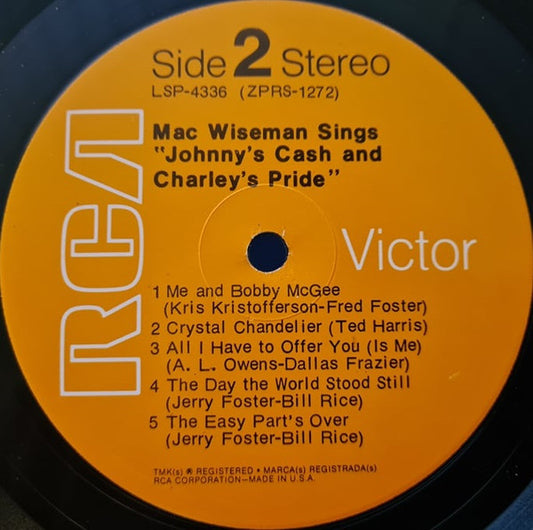 Side 2 Stereo
LSP-4336 (ZPRS-1272)
Mac Wiseman Sings
"Johnny's Cash and
Charley's Pride"
RCA
Victor
1 Me and Bobby McGee
(Kris Kristofferson-Fred Foster)
2 Crystal Chandelier (Ted Harris)
3 All I Have to Offer You (Is Me)
(A. L. Owens-Dallas Frazier)
4 The Day the World Stood Still
(Jerry Foster-Bill Rice)
5 The Easy Part's Over
(Jerry Foster-Bill Rice)
TMK(s) ® REGISTERED • MARCA(s) REGISTRADA(s)
RCA CORPORATION—MADE IN U.S.A.